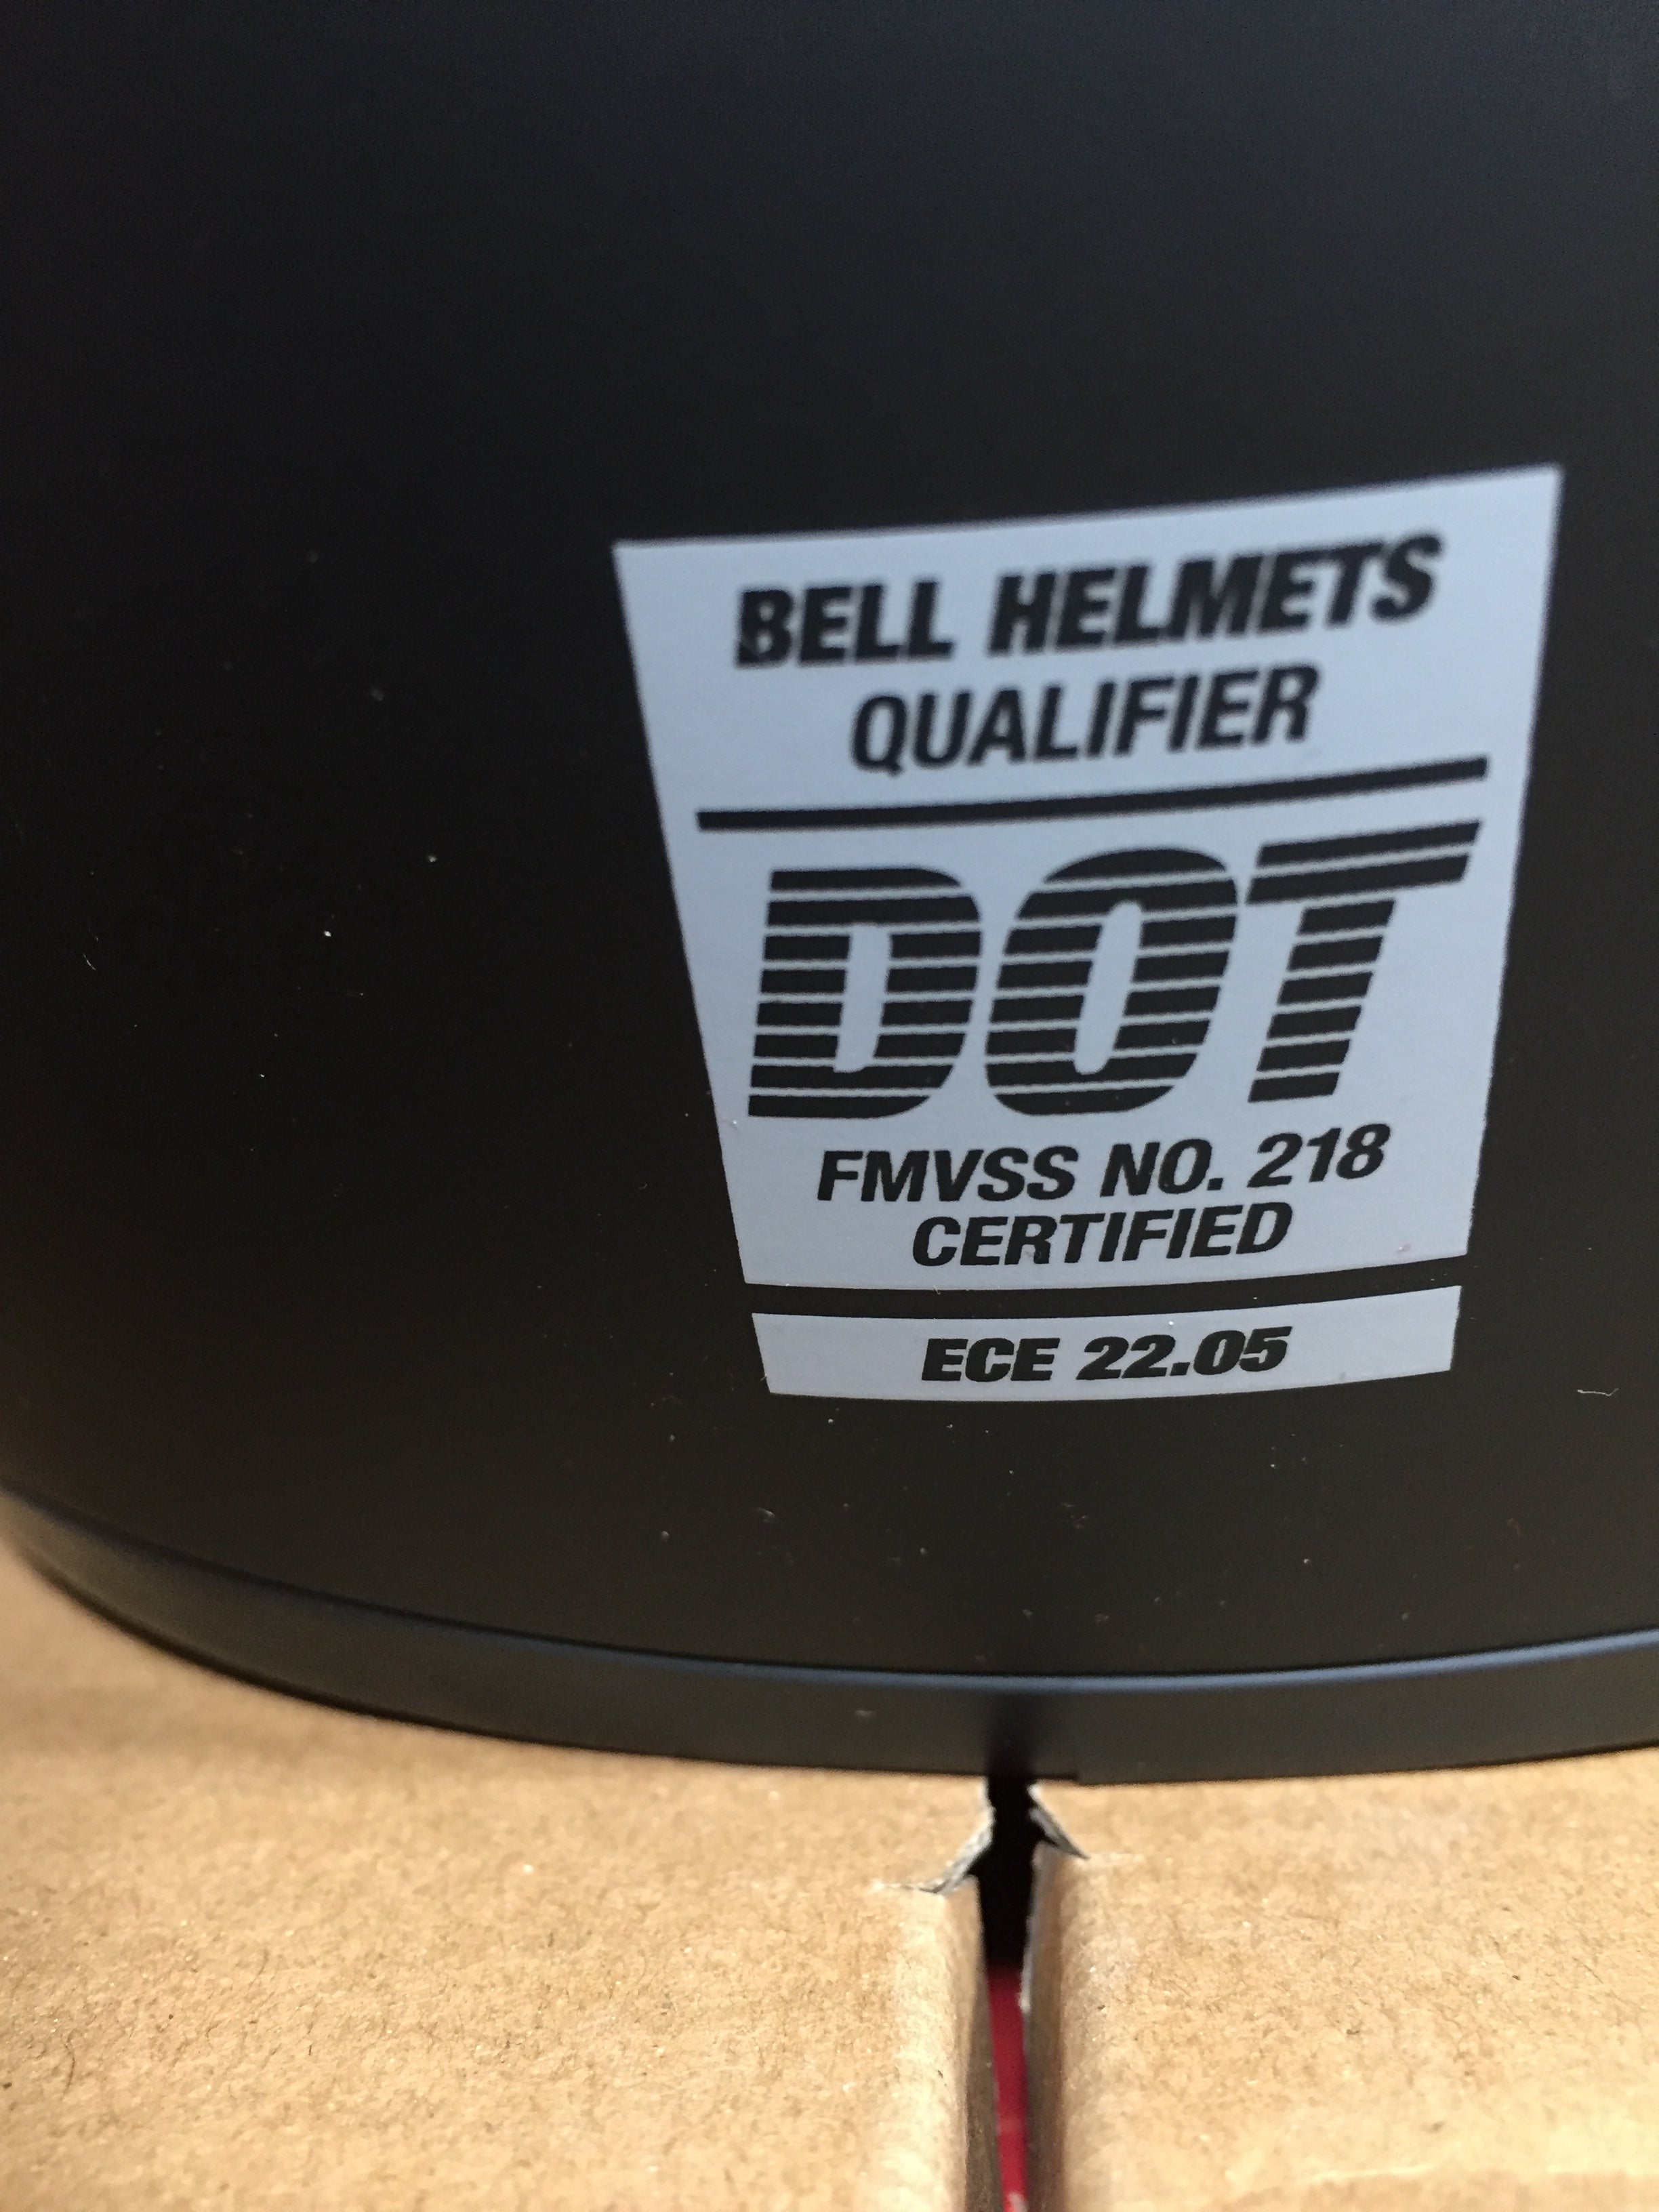 BELL HELMETS
QUALIFIER
DOT
FMVSS NO. 218
CERTIFIED
ECE 22.05